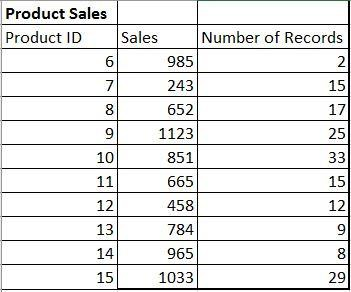 Product Sales
Product ID Sales Number of Records
6 985 2
7 243 15
8 652 17
9 1123 25
10 851 33
11 665 15
12 458 12
13 784 9
14 965 8
15 1033 29